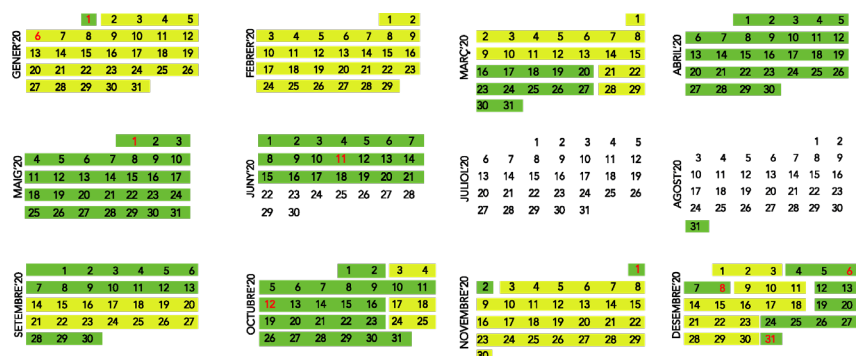 GENER'20
1 2 3 4 5
6 7 8 9 10 11 12
13 15 16 17 18 19
20 21 22 23 24 25 26
27 28 29 30 31
FEBRER'20
1 2
3 4 5 6 7 8 9
10 11 12 13 14 15 16
17 18 19 20 21 22 23
24 25 26 27 28 29
MARÇ'20
1
2 3 4 5 6 7 8
9 10 11 12 13 14 15
16 17 18 19 20 21 22
23 24 25 26 27 28 29
30 31
ABRIL'20
1 2 3 4 5
6 7 8 9 10 11 12
13 14 15 16 17 18 19
20 21 22 23 24 25 26
27 28 29 30
MAIG'20
1 2 3
4 5 6 7 8 9 10
11 12 13 14 15 16 17
18 19 20 21 22 23 24
25 26 27 28 29 30 31
JUNY'20
1 2 3 4 5 6 7
8 9 10 11 12 13 14
15 16 17 18 19 20 21
22 23 24 25 26 27 28
29 30
JULIOL'20
1 2 3 4 5
6 7 8 9 10 11 12
13 14 15 16 17 18 19
20 21 22 23 24 25 26
27 28 29 30 31
AGOST'20
1 2
3 4 5 6 7 8 9
10 11 12 13 14 15 16
17 18 19 20 21 22 23
24 25 26 27 28 29 30
31
SETEMBRE'20
1 2 3 4 5 6
7 8 9 10 11 12 13
14 15 16 17 18 19 20
21 22 23 24 25 26 27
28 29 30
OCTUBRE'20
1 2 3 4
5 6 7 8 9 10 11
12 13 14 15 16 17 18
19 20 21 22 23 24 25
26 27 28 29 30 31
NOVEMBRE'20
1
2 3 4 5 6 7 8
9 10 11 12 13 14 15
16 17 18 19 20 21 22
23 24 25 26 27 28 29
30
DESEMBRE'20
1 2 3 4 5 6
7 8 9 10 11 12 13
14 15 16 17 18 19 20
21 22 23 24 25 26 27
28 29 30 31